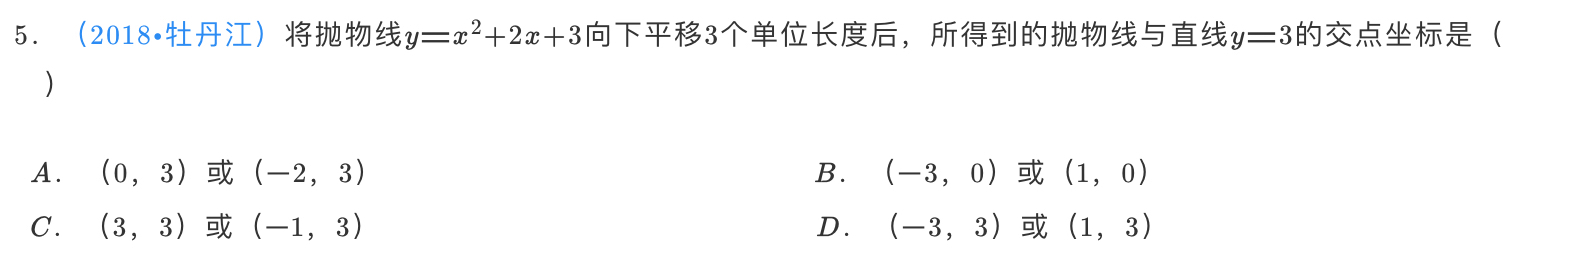 5. （2018•牡丹江）将抛物线y=x²+2x+3向下平移3个单位长度后，所得到的抛物线与直线y=3的交点坐标是（
）
A. （0，3）或（−2，3） B. （−3，0）或（1，0）
C. （3，3）或（−1，3） D. （−3，3）或（1，3）